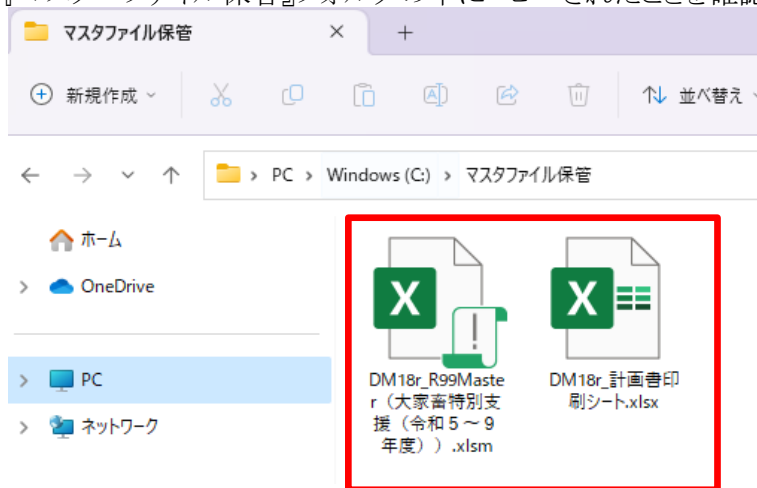 マスタファイル保管
新規作成
並べ替え
PC > Windows (C:) > マスタファイル保管
ホーム
OneDrive
PC
ネットワーク
DM18r_R99Maste
r（大家畜特別支
援（令和５～９
年度））.xlsm
DM18r_計画書印
刷シート.xlsx